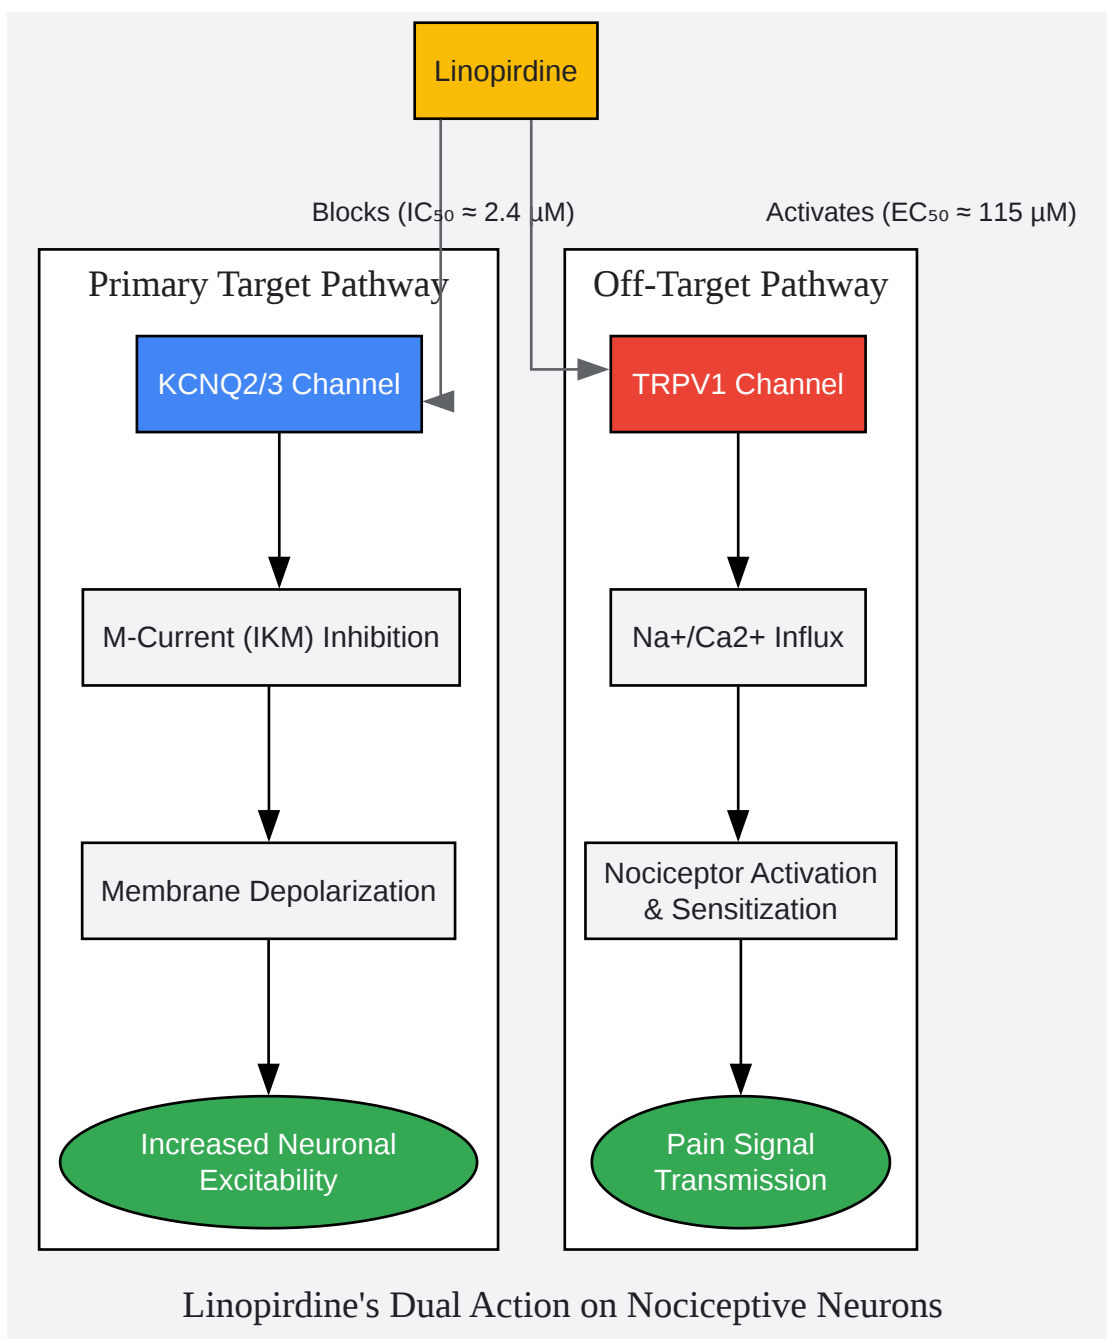 Linopirdine
Blocks (IC₅₀ ≈ 2.4 µM)
Activates (EC₅₀ ≈ 115 µM)
Primary Target Pathway
KCNQ2/3 Channel
M-Current (IKM) Inhibition
Membrane Depolarization
Increased Neuronal
Excitability
Off-Target Pathway
TRPV1 Channel
Na+/Ca2+ Influx
Nociceptor Activation
& Sensitization
Pain Signal
Transmission
Linopirdine's Dual Action on Nociceptive Neurons